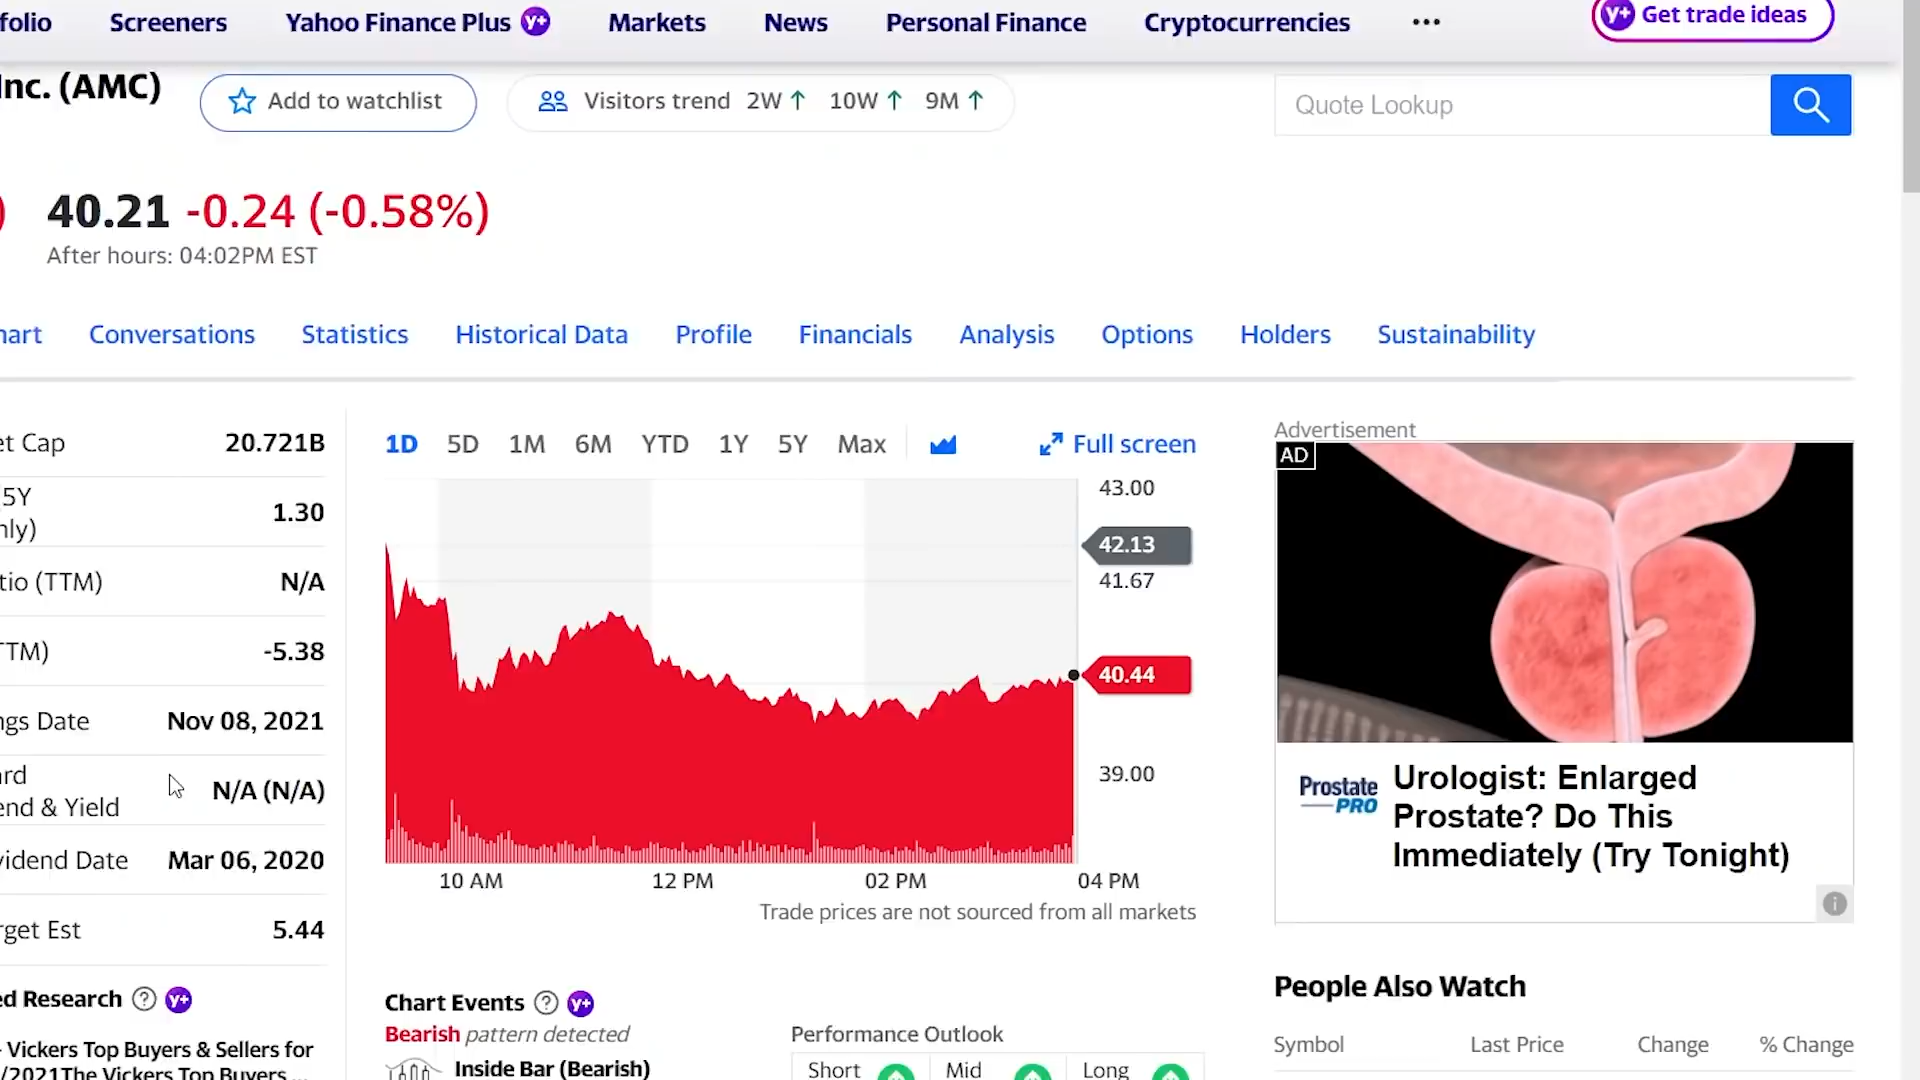 folio Screeners Yahoo Finance Plus y+ Markets News Personal Finance Cryptocurrencies ••• y+ Get trade ideas
Inc. (AMC) Add to watchlist Visitors trend 2W ↑ 10W ↑ 9M ↑ Quote Lookup
) 40.21 -0.24 (-0.58%)
After hours: 04:02PM EST
hart Conversations Statistics Historical Data Profile Financials Analysis Options Holders Sustainability
et Cap 20.721B
(5Y
hly) 1.30
tio (TTM) N/A
TTM) -5.38
ngs Date Nov 08, 2021
ard
end & Yield N/A (N/A)
vidend Date Mar 06, 2020
rget Est 5.44
ed Research ? y+
- Vickers Top Buyers & Sellers for
/2021The Vickers Top Buyers ...
1D 5D 1M 6M YTD 1Y 5Y Max Full screen
43.00
42.13
41.67
40.44
39.00
10 AM 12 PM 02 PM 04 PM
Trade prices are not sourced from all markets
Chart Events ? y+
Bearish pattern detected
Inside Bar (Bearish)
Performance Outlook
Short Mid Long
Advertisement
AD
Prostate
PRO
Urologist: Enlarged
Prostate? Do This
Immediately (Try Tonight)
People Also Watch
Symbol Last Price Change % Change